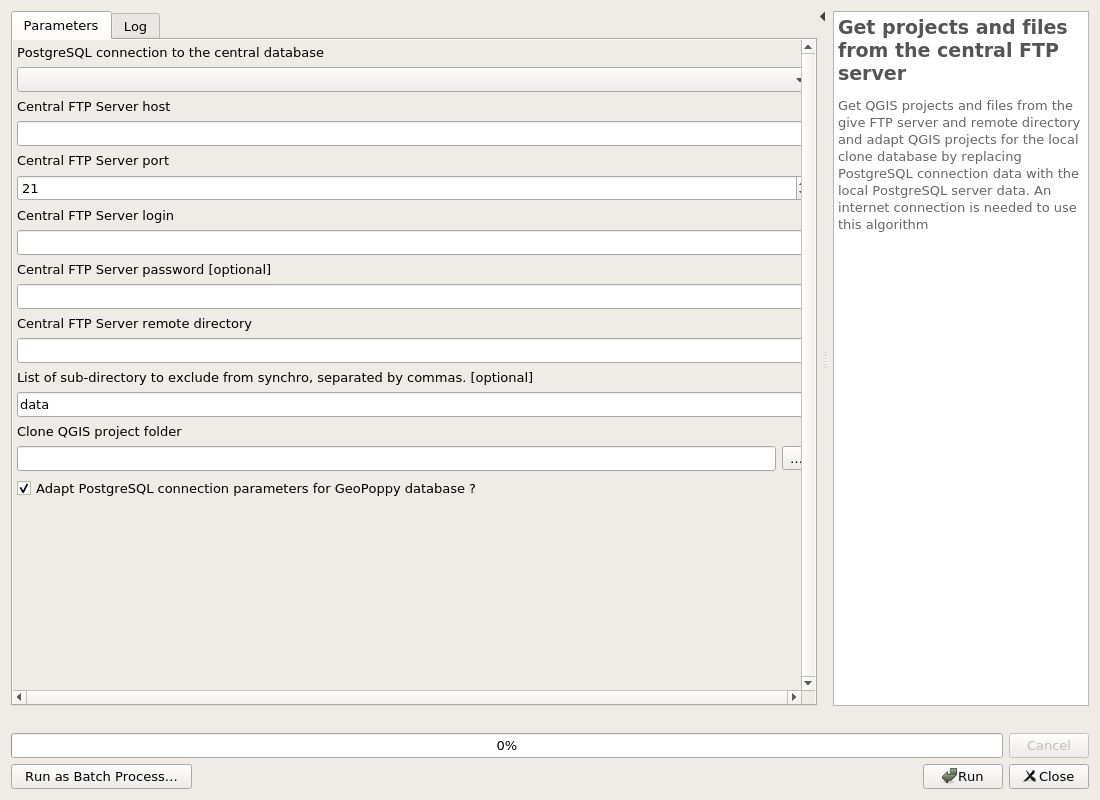 Parameters
Log
PostgreSQL connection to the central database
Central FTP Server host
Central FTP Server port
21
Central FTP Server login
Central FTP Server password [optional]
Central FTP Server remote directory
List of sub-directory to exclude from synchro, separated by commas. [optional]
data
Clone QGIS project folder
...
Adapt PostgreSQL connection parameters for GeoPoppy database ?
Get projects and files
from the central FTP
server
Get QGIS projects and files from the
give FTP server and remote directory
and adapt QGIS projects for the local
clone database by replacing
PostgreSQL connection data with the
local PostgreSQL server data. An
internet connection is needed to use
this algorithm
0%
Cancel
Run as Batch Process...
Run
Close